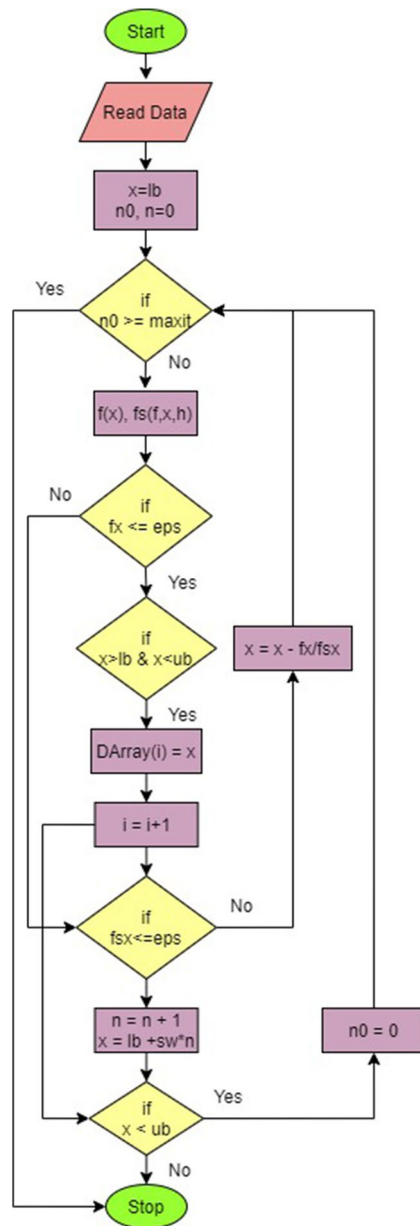 Start
Read Data
x=lb
n0, n=0
Yes
if
n0 >= maxit
No
f(x), fs(f,x,h)
No
if
fx <= eps
Yes
if
x>lb & x<ub
x = x - fx/fsx
Yes
DArray(i) = x
i = i+1
if
fsx<=eps
No
n = n + 1
x = lb +sw*n
n0 = 0
if
x < ub
Yes
No
Stop